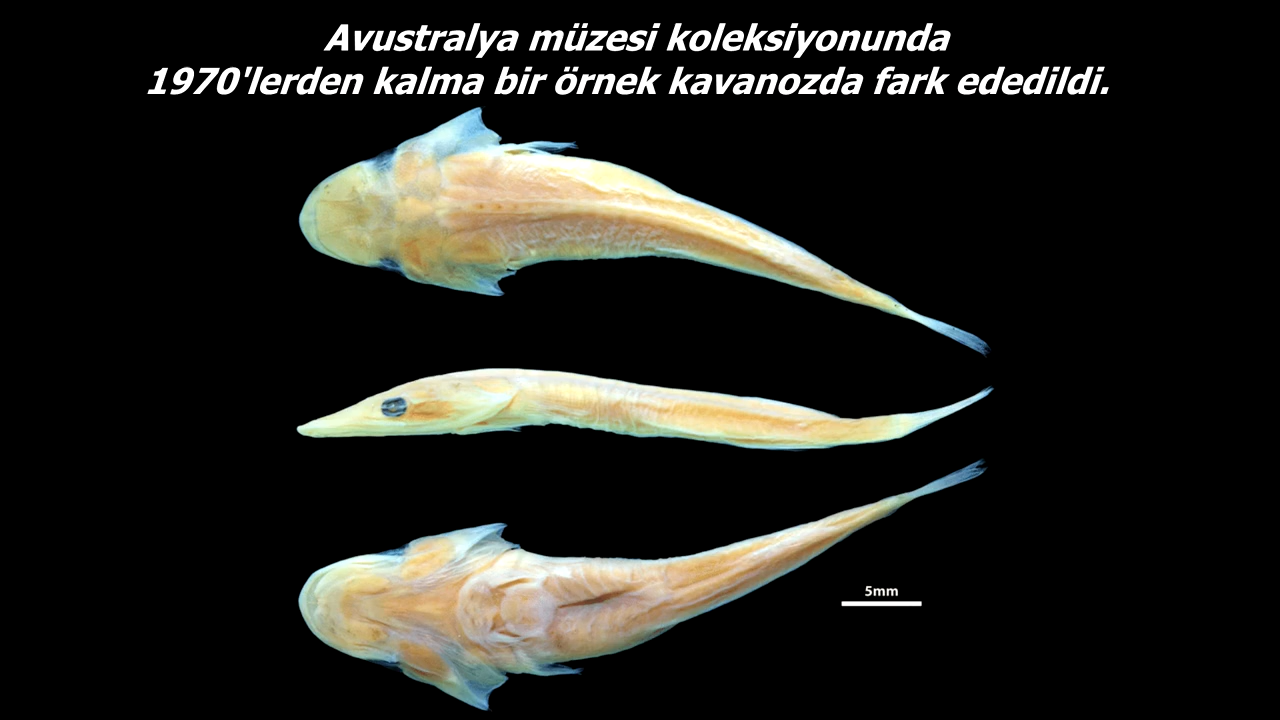 Avustralya müzesi koleksiyonunda
1970'lerden kalma bir örnek kavanozda fark ededildi.
5mm